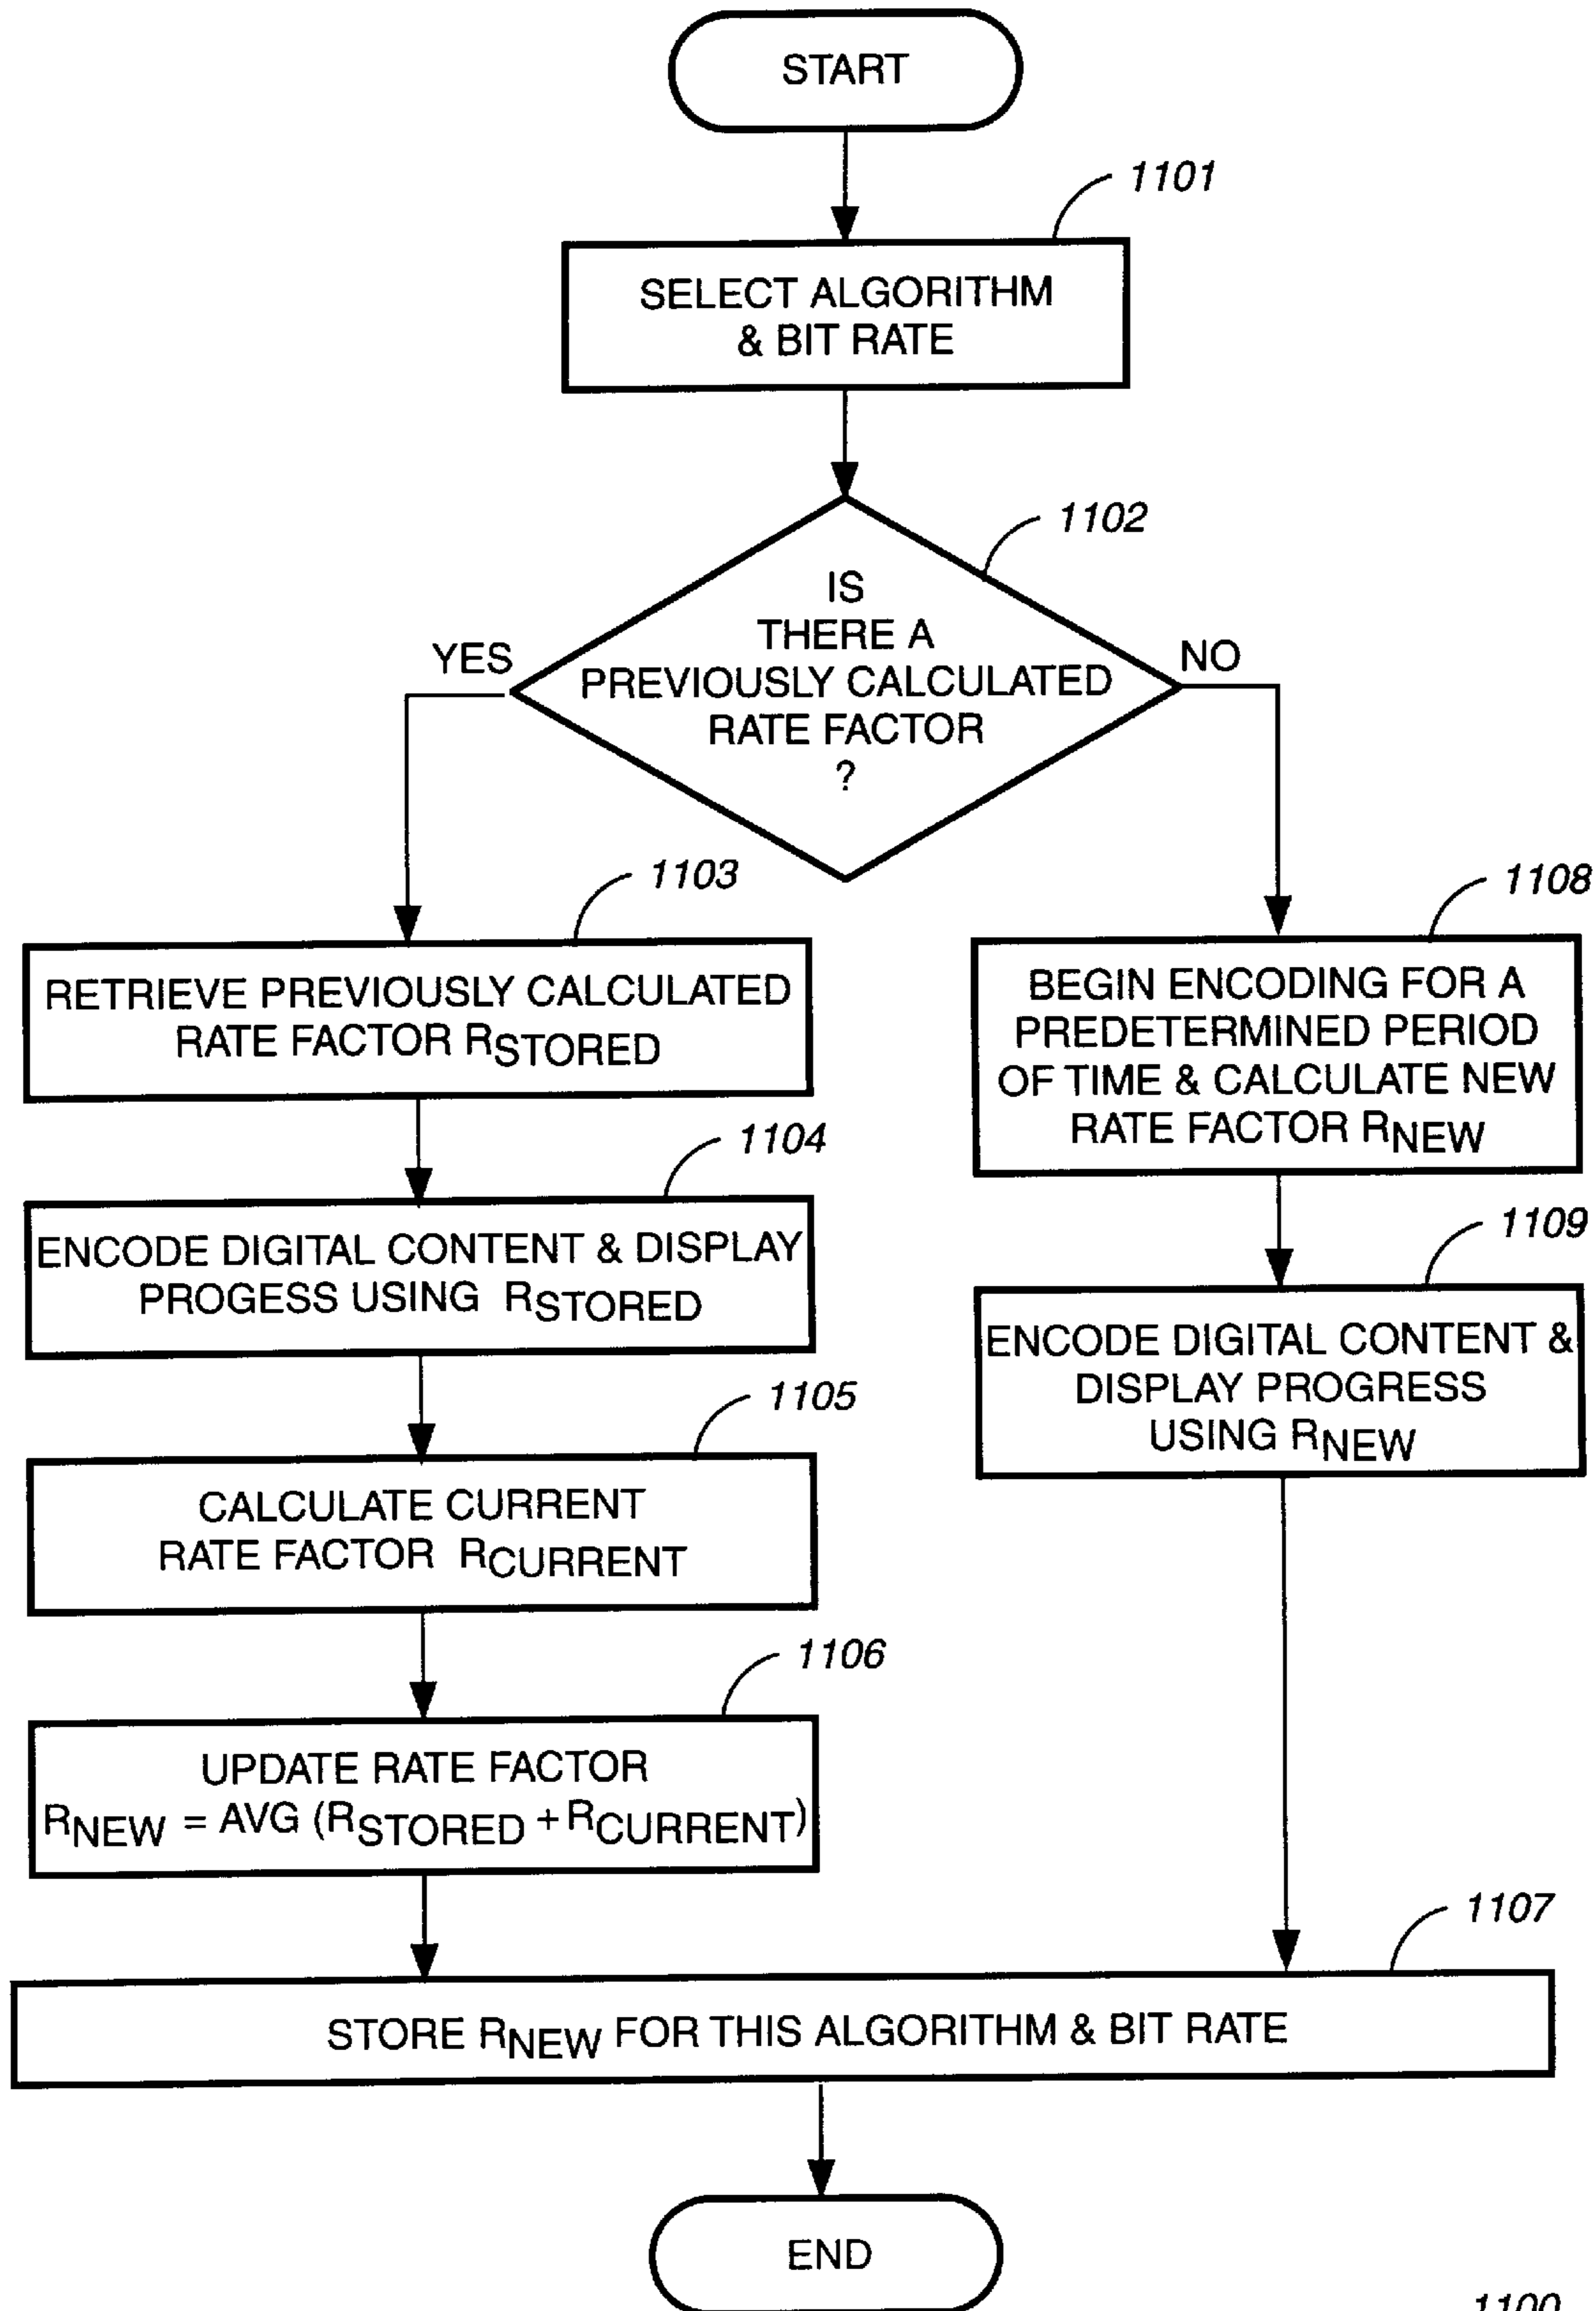 START
1101
SELECT ALGORITHM
& BIT RATE
1102
IS
THERE A
PREVIOUSLY CALCULATED
RATE FACTOR
?
YES
NO
1103
RETRIEVE PREVIOUSLY CALCULATED
RATE FACTOR RSTORED
1104
ENCODE DIGITAL CONTENT & DISPLAY
PROGESS USING RSTORED
1105
CALCULATE CURRENT
RATE FACTOR RCURRENT
1106
UPDATE RATE FACTOR
RNEW = AVG (RSTORED + RCURRENT)
1108
BEGIN ENCODING FOR A
PREDETERMINED PERIOD
OF TIME & CALCULATE NEW
RATE FACTOR RNEW
1109
ENCODE DIGITAL CONTENT &
DISPLAY PROGRESS
USING RNEW
1107
STORE RNEW FOR THIS ALGORITHM & BIT RATE
END
1100